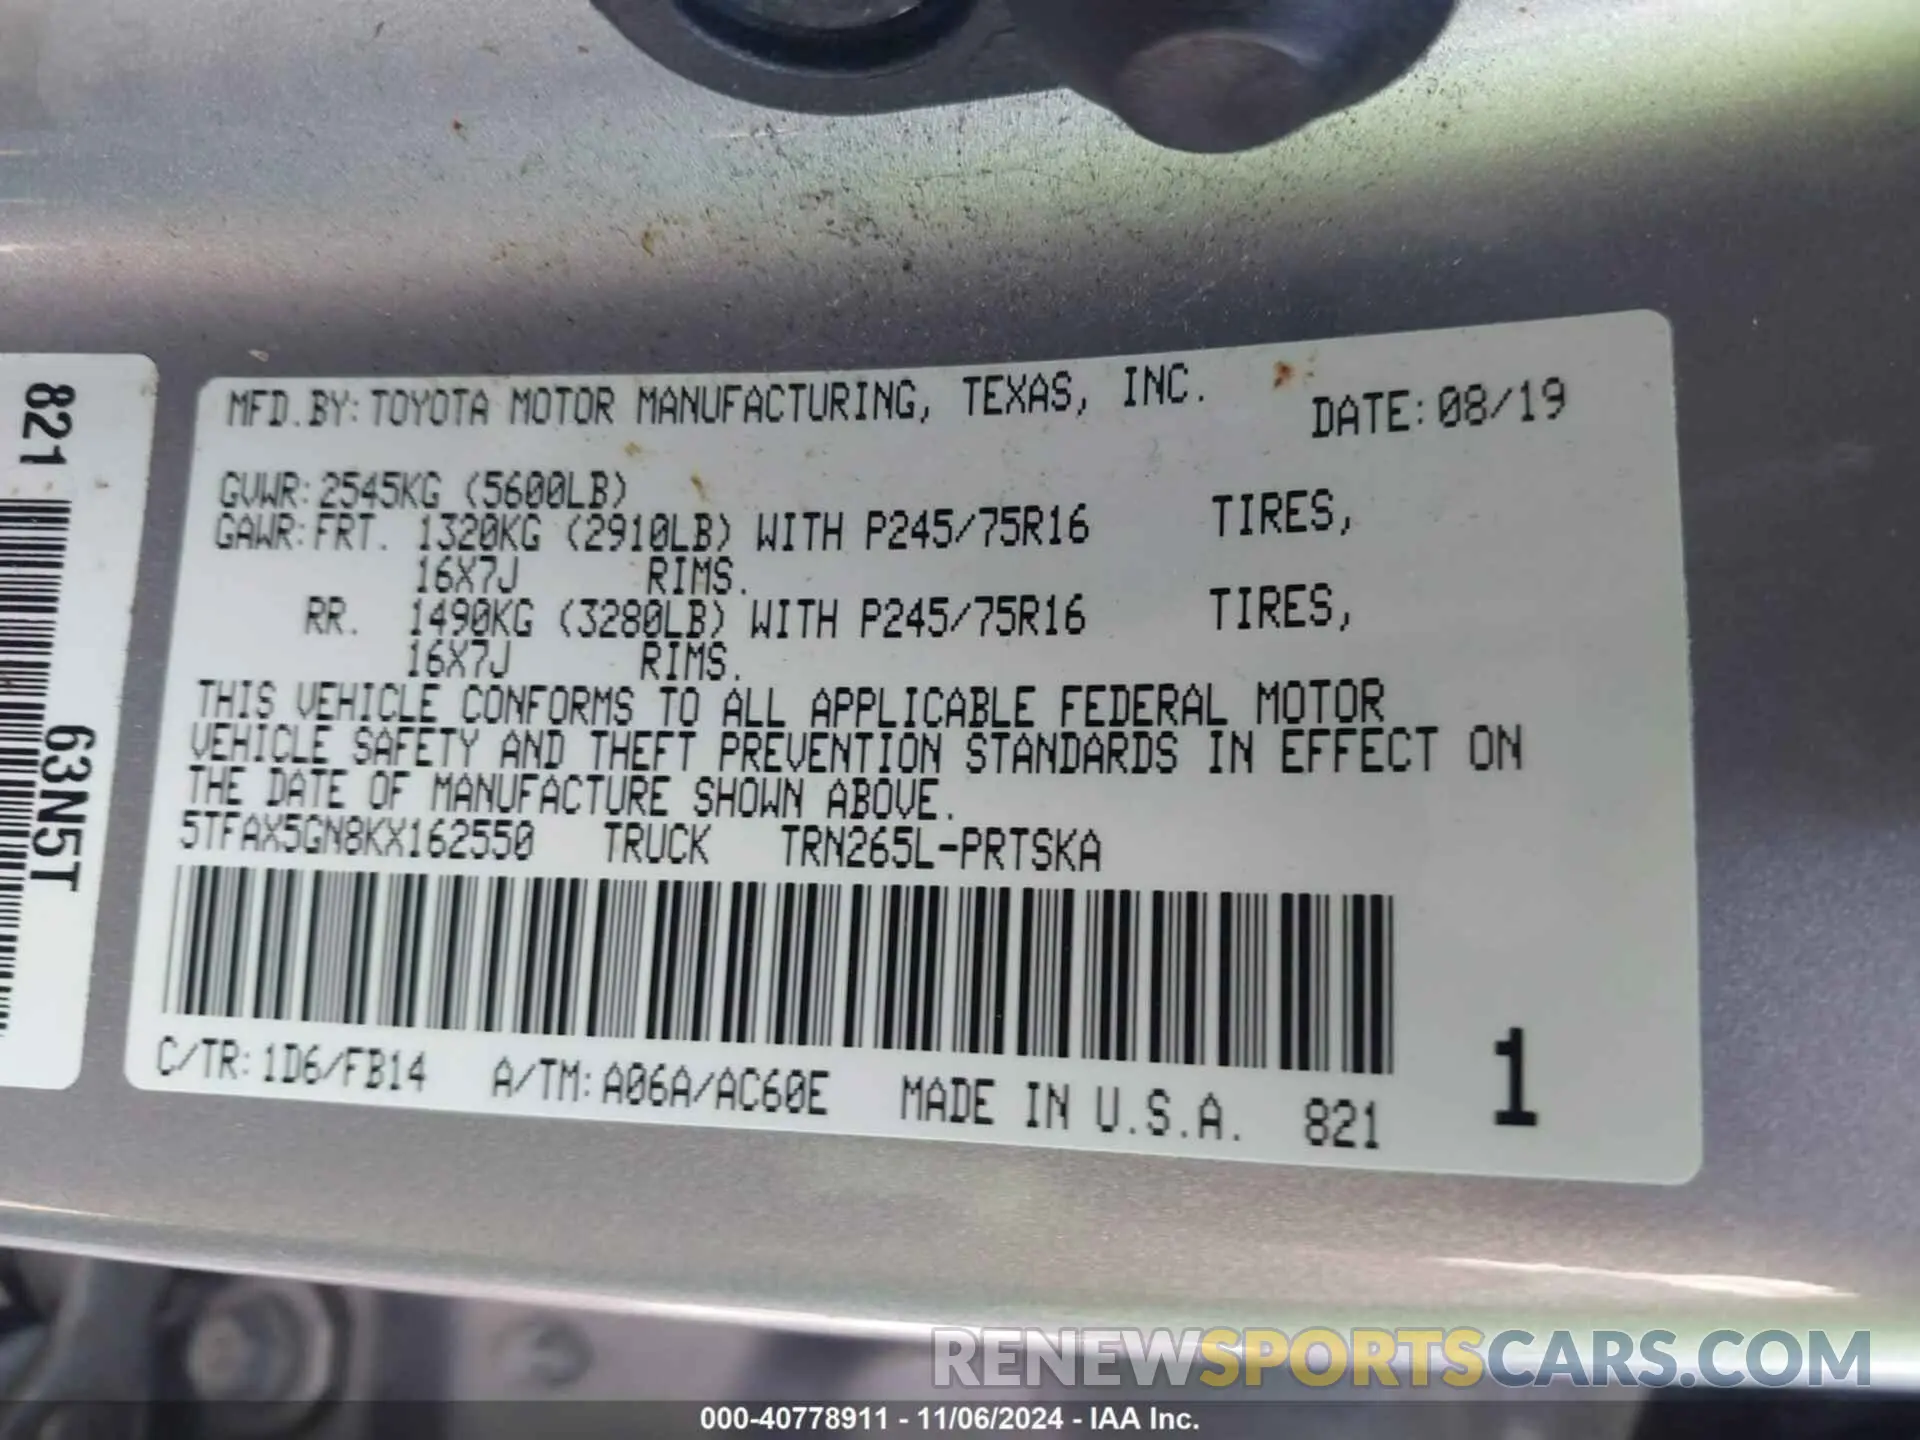 MFD.BY:TOYOTA MOTOR MANUFACTURING, TEXAS, INC. DATE:08/19
GVWR:2545KG (5600LB)
GAWR:FRT. 1320KG (2910LB) WITH P245/75R16 TIRES,
16X7J RIMS.
RR. 1490KG (3280LB) WITH P245/75R16 TIRES,
16X7J RIMS.
THIS VEHICLE CONFORMS TO ALL APPLICABLE FEDERAL MOTOR
VEHICLE SAFETY AND THEFT PREVENTION STANDARDS IN EFFECT ON
THE DATE OF MANUFACTURE SHOWN ABOVE.
5TFAX5GN8KX162550 TRUCK TRN265L-PRTSKA
C/TR:1D6/FB14 A/TM:A06A/AC60E MADE IN U.S.A. 821
1
821
63N5T
RENEWSPORTSCARS.COM
000-40778911 - 11/06/2024 - IAA Inc.